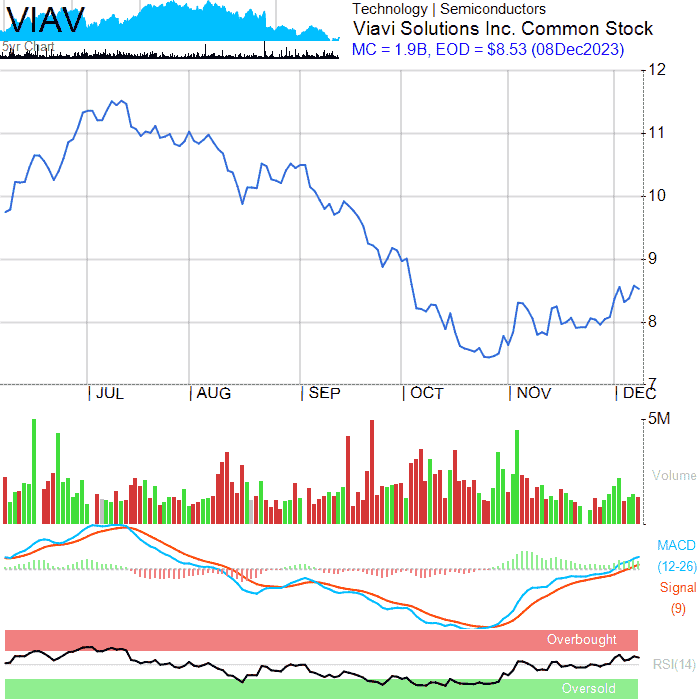 VIAV
5yr Chart
Technology | Semiconductors
Viavi Solutions Inc. Common Stock
MC = 1.9B, EOD = $8.53 (08Dec2023)
12
11
10
9
8
7
JUL AUG SEP OCT NOV DEC
5M
Volume
MACD
(12-26)
Signal
(9)
Overbought
RSI(14)
Oversold